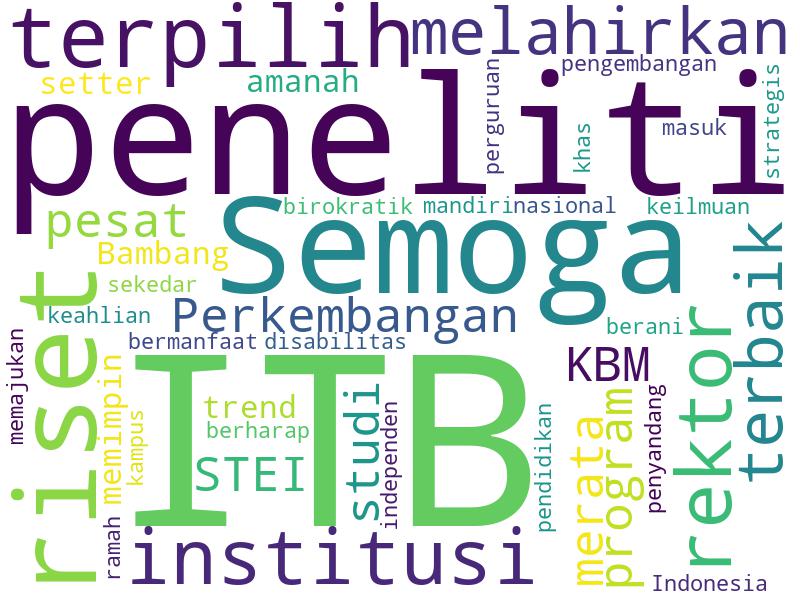 terpilih
melahirkan
setter
amanah
pengembangan
peneliti
perguruan
khas
masuk
strategis
pesat
birokratik
mandiri
nasional
keilmuan
Bambang
Semoga
sekedar
keahlian
Perkembangan
berani
terbaik
memajukan
riset
bermanfaat
disabilitas
memimpin
ITB
KBM
rektor
trend
berharap
kampus
STEI
studi
independen
pendidikan
merata
program
penyandang
ramah
institusi
Indonesia